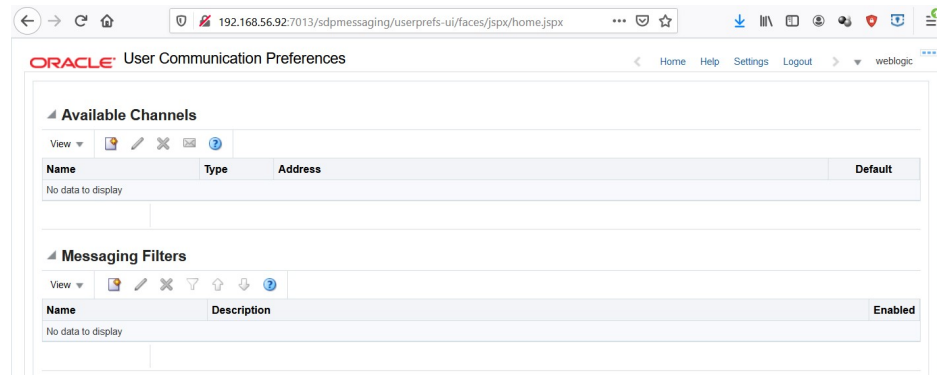 192.168.56.92:7013/sdpmessaging/userprefs-ui/faces/jspx/home.jspx
ORACLE User Communication Preferences
Home Help Settings Logout weblogic
Available Channels
View
Name Type Address Default
No data to display
Messaging Filters
View
Name Description Enabled
No data to display